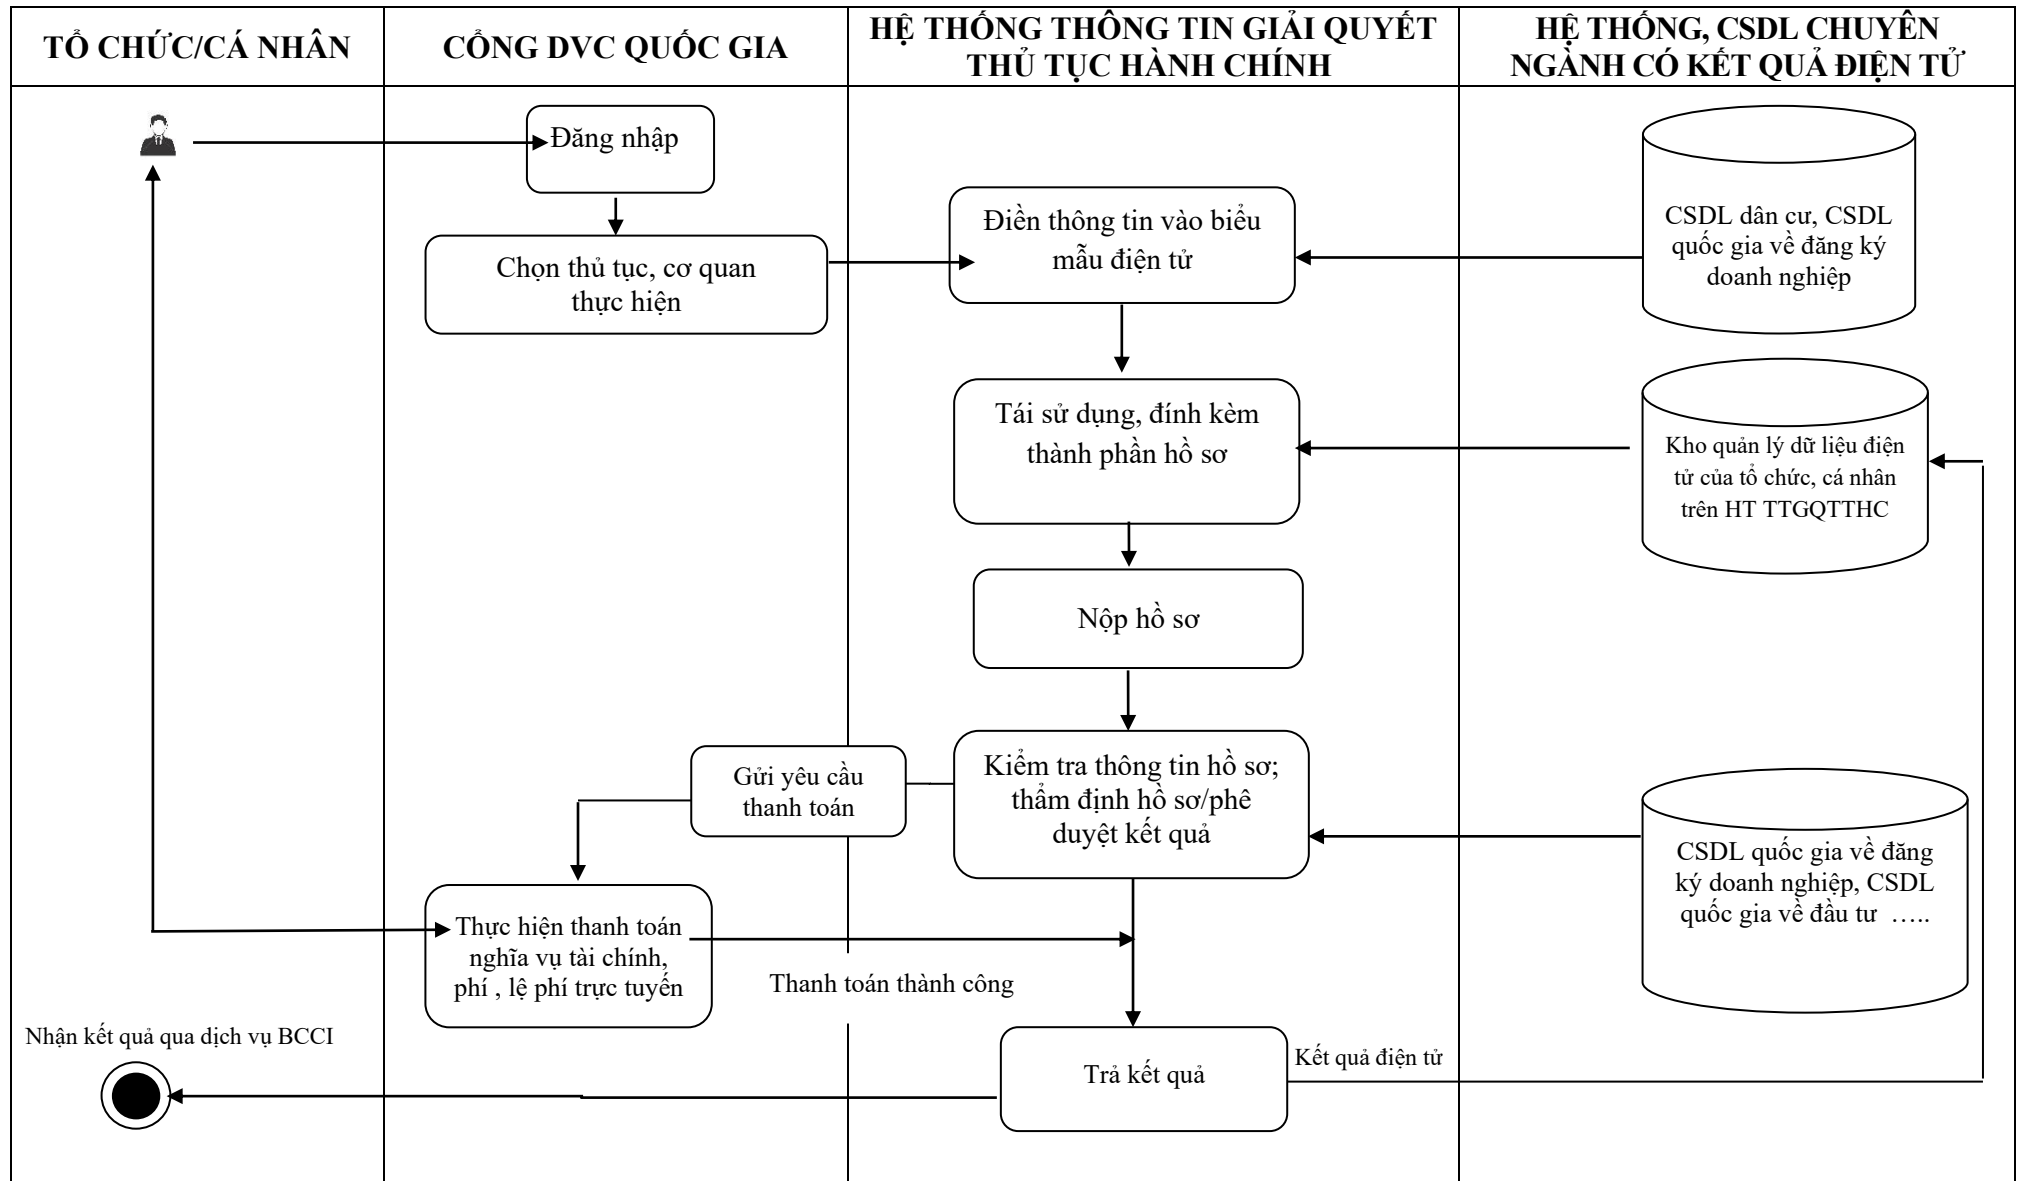 TỔ CHỨC/CÁ NHÂN
CỔNG DVC QUỐC GIA
HỆ THỐNG THÔNG TIN GIẢI QUYẾT
THỦ TỤC HÀNH CHÍNH
HỆ THỐNG, CSDL CHUYÊN
NGÀNH CÓ KẾT QUẢ ĐIỆN TỬ
Đăng nhập
Chọn thủ tục, cơ quan
thực hiện
Điền thông tin vào biểu
mẫu điện tử
CSDL dân cư, CSDL
quốc gia về đăng ký
doanh nghiệp
Tái sử dụng, đính kèm
thành phần hồ sơ
Kho quản lý dữ liệu điện
tử của tổ chức, cá nhân
trên HT TTGQTTHC
Nộp hồ sơ
Gửi yêu cầu
thanh toán
Kiểm tra thông tin hồ sơ;
thẩm định hồ sơ/phê
duyệt kết quả
CSDL quốc gia về đăng
ký doanh nghiệp, CSDL
quốc gia về đầu tư …..
Thực hiện thanh toán
nghĩa vụ tài chính,
phí , lệ phí trực tuyến
Thanh toán thành công
Nhận kết quả qua dịch vụ BCCI
Trả kết quả
Kết quả điện tử